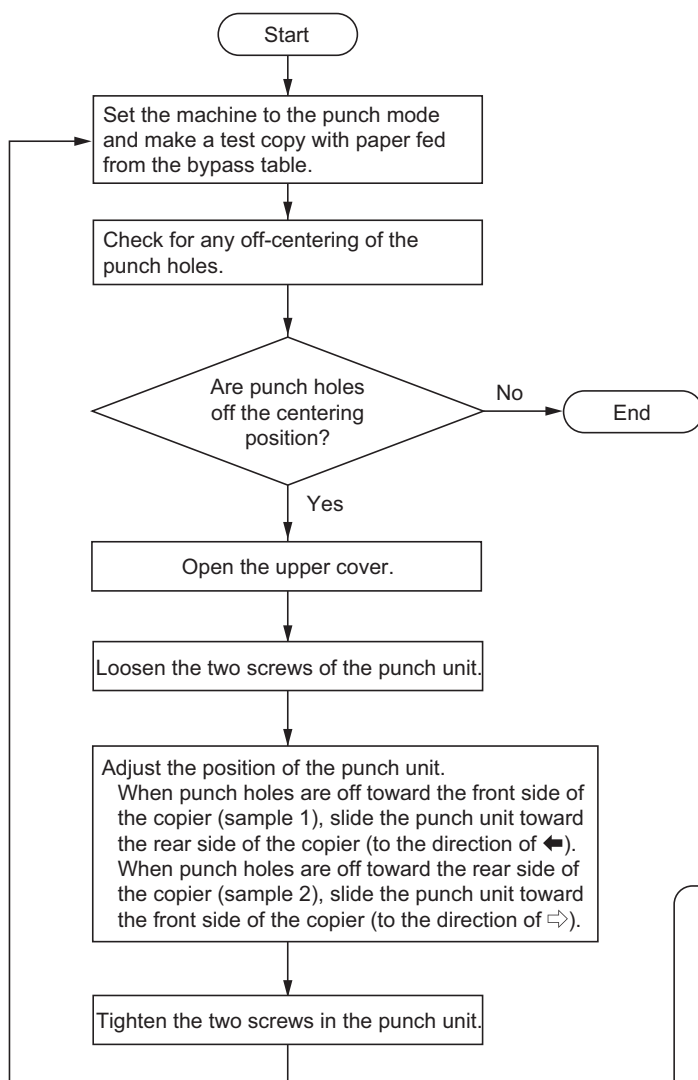 Start
Set the machine to the punch mode
and make a test copy with paper fed
from the bypass table.
Check for any off-centering of the
punch holes.
Are punch holes
off the centering
position?
No
End
Yes
Open the upper cover.
Loosen the two screws of the punch unit.
Adjust the position of the punch unit.
When punch holes are off toward the front side of
the copier (sample 1), slide the punch unit toward
the rear side of the copier (to the direction of ⬅).
When punch holes are off toward the rear side of
the copier (sample 2), slide the punch unit toward
the front side of the copier (to the direction of ⇨).
Tighten the two screws in the punch unit.